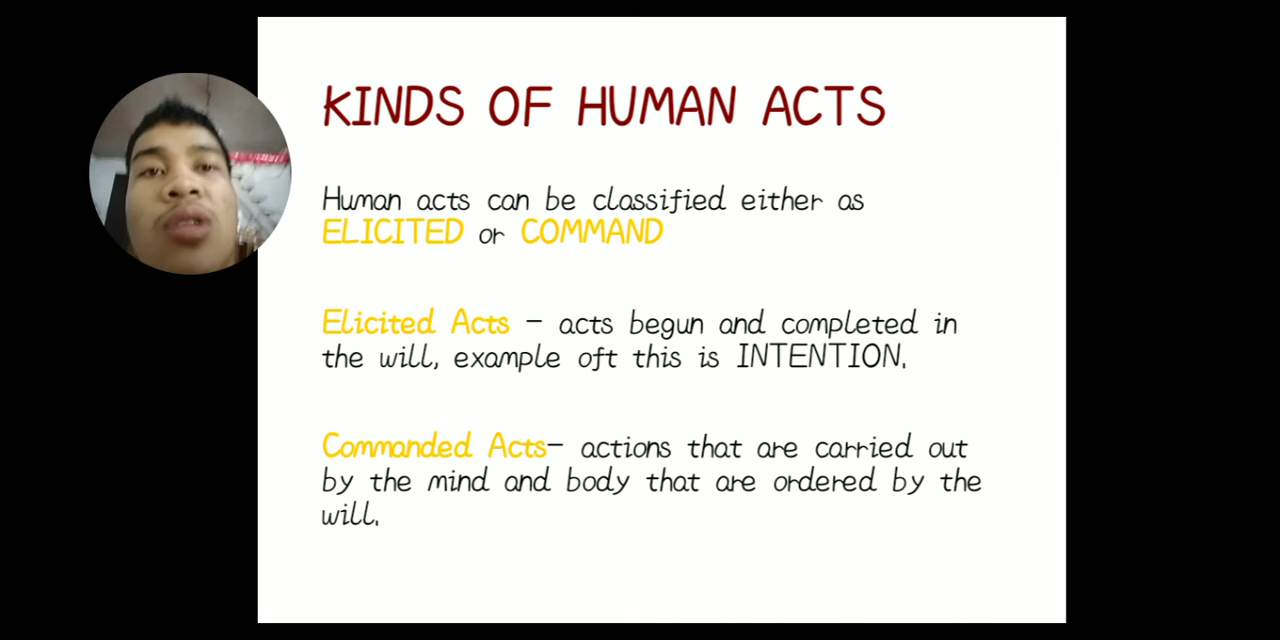 KINDS OF HUMAN ACTS
Human acts can be classified either as
ELICITED or COMMAND
Elicited Acts - acts begun and completed in
the will, example oft this is INTENTION.
Commanded Acts- actions that are carried out
by the mind and body that are ordered by the
will.